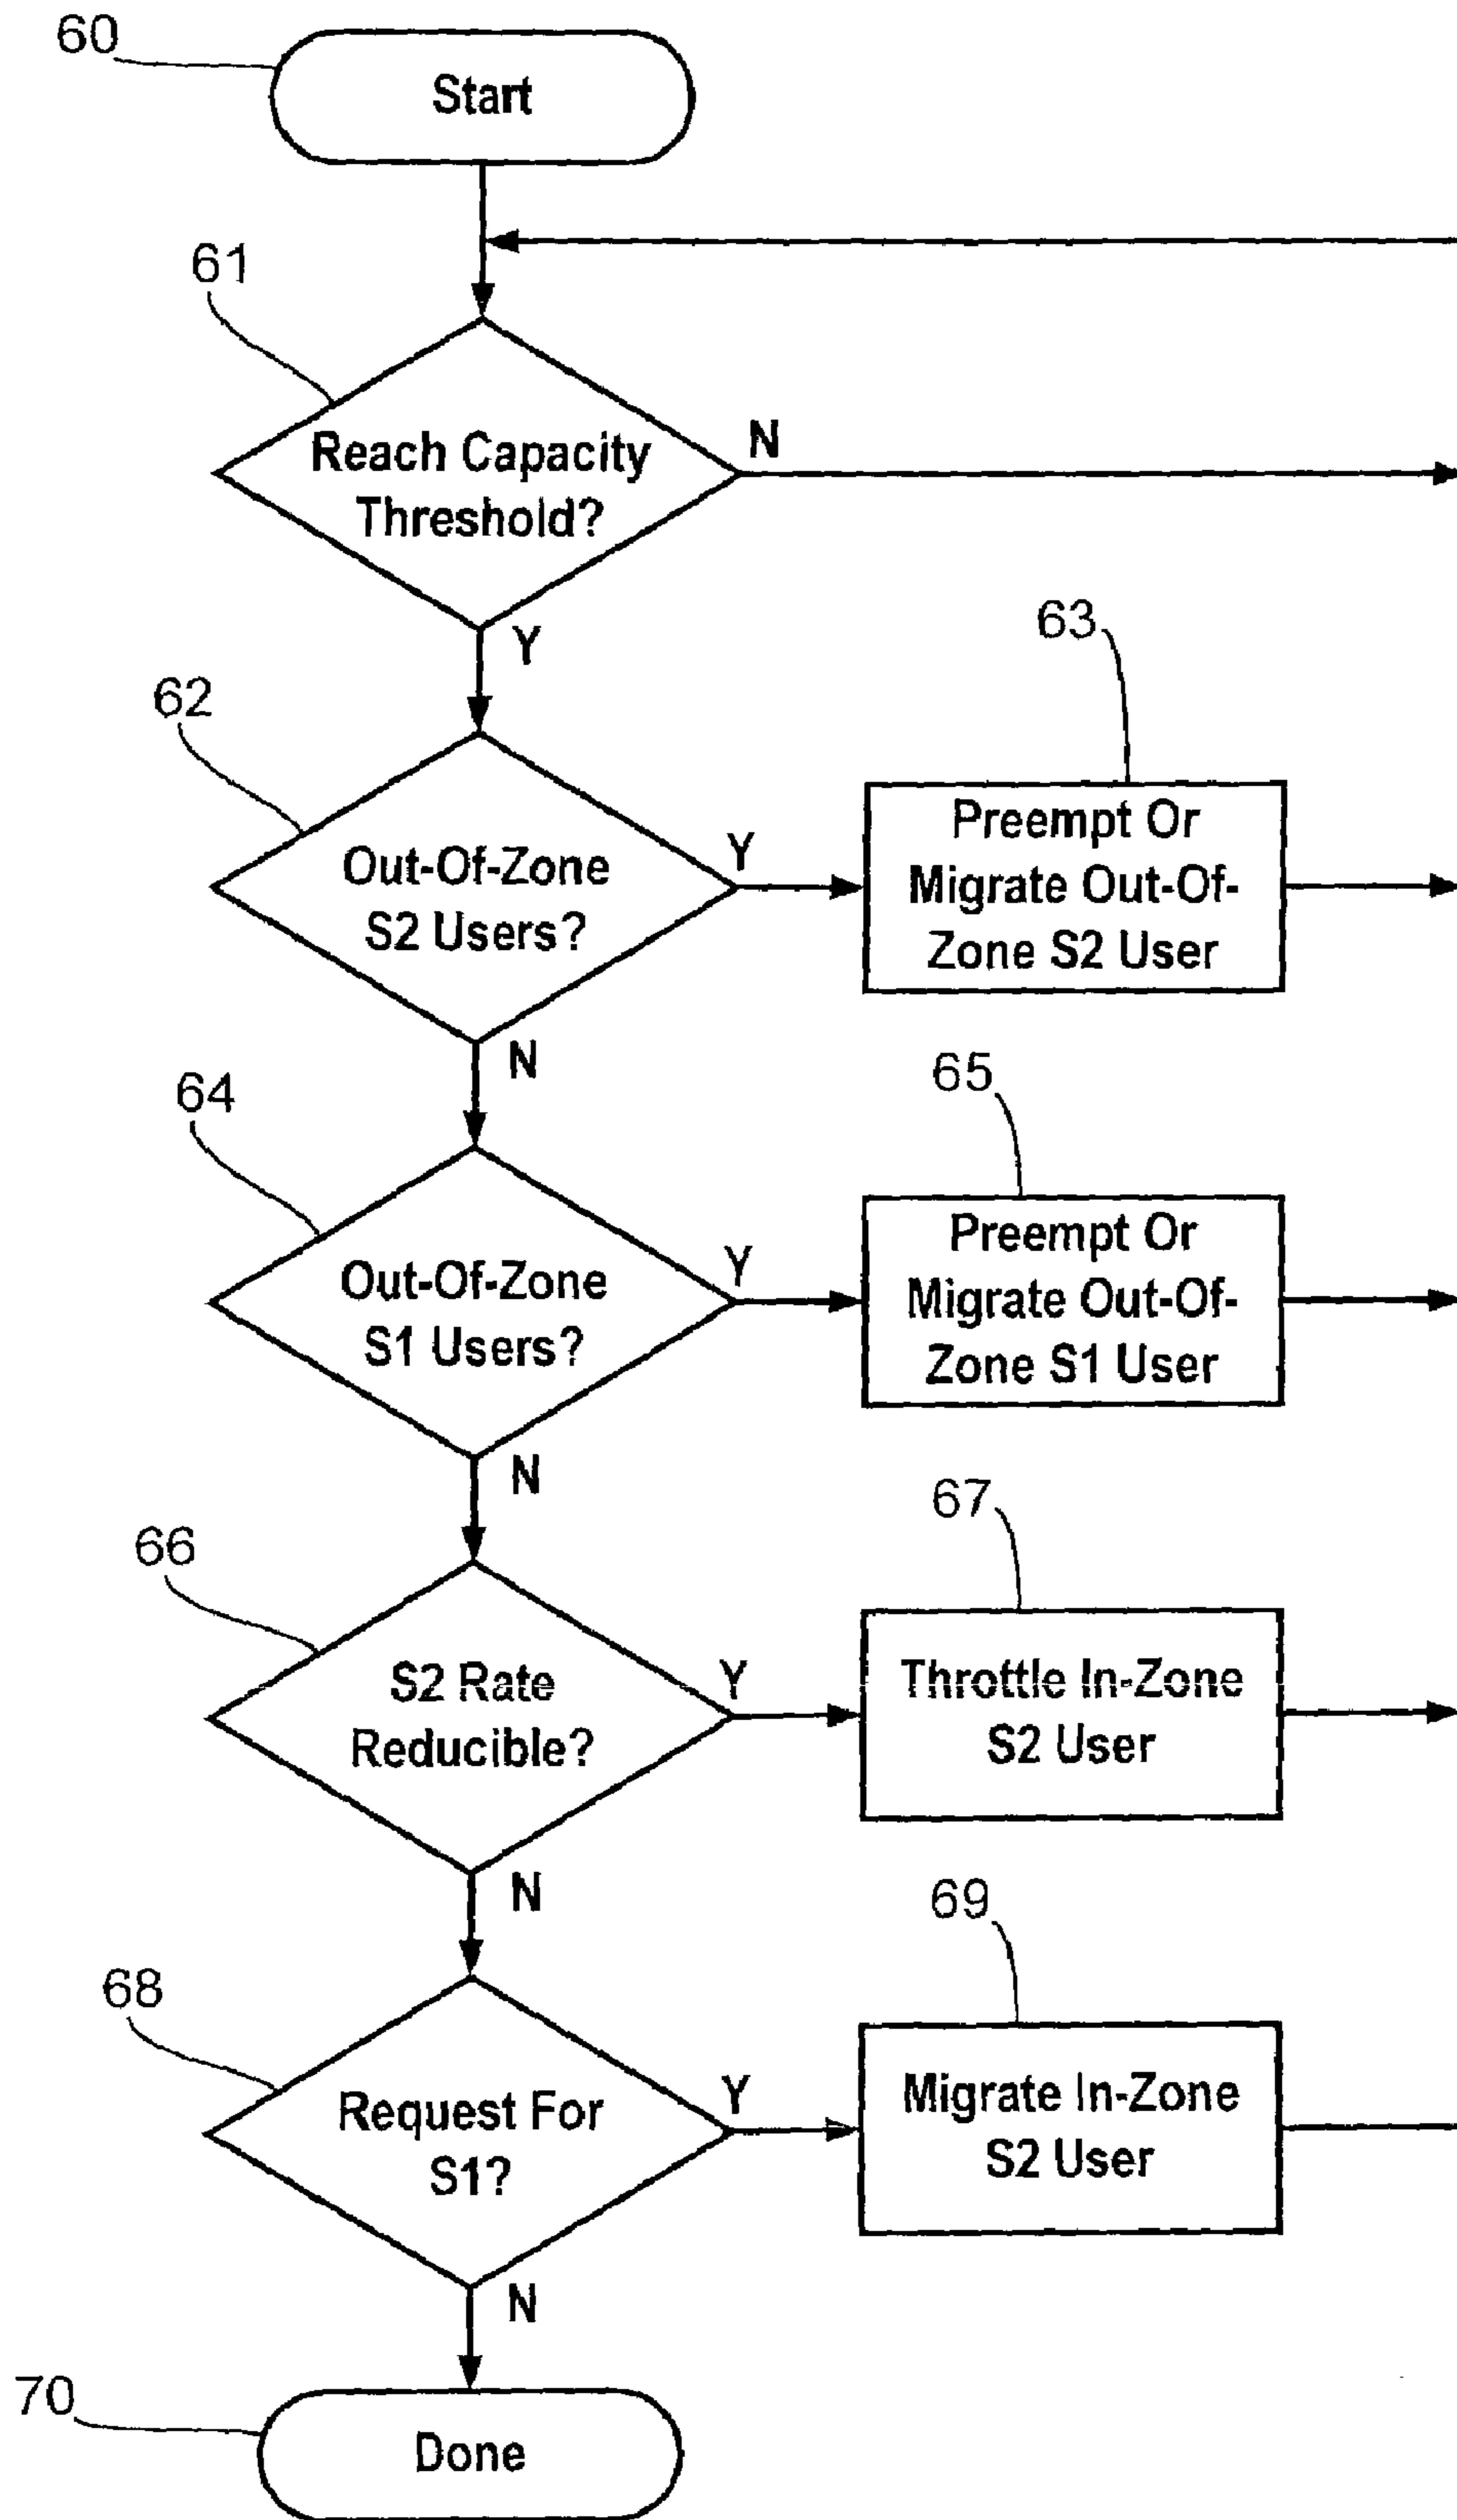 60
Start
61
Reach Capacity
Threshold?
N
Y
62
Out-Of-Zone
S2 Users?
Y
63
Preempt Or
Migrate Out-Of-
Zone S2 User
N
64
Out-Of-Zone
S1 Users?
Y
65
Preempt Or
Migrate Out-Of-
Zone S1 User
N
66
S2 Rate
Reducible?
Y
67
Throttle In-Zone
S2 User
N
68
Request For
S1?
Y
69
Migrate In-Zone
S2 User
N
70
Done